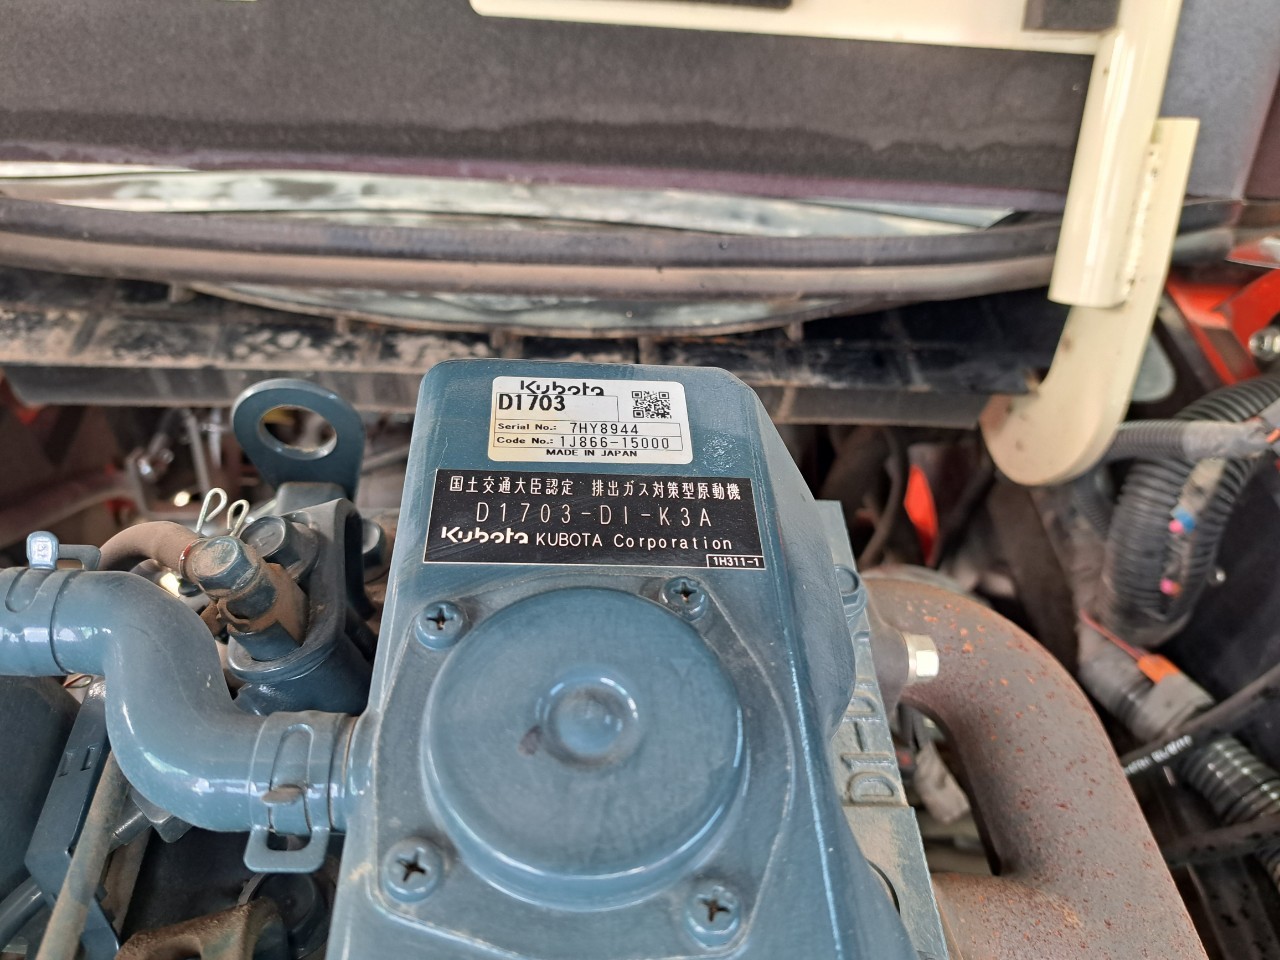 Kubota
D1703
Serial No.: 7HY8944
Code No.: 1J866-15000
MADE IN JAPAN
国土交通大臣認定 排出ガス対策型原動機
D1703-DI-K3A
Kubota KUBOTA Corporation
1H311-1